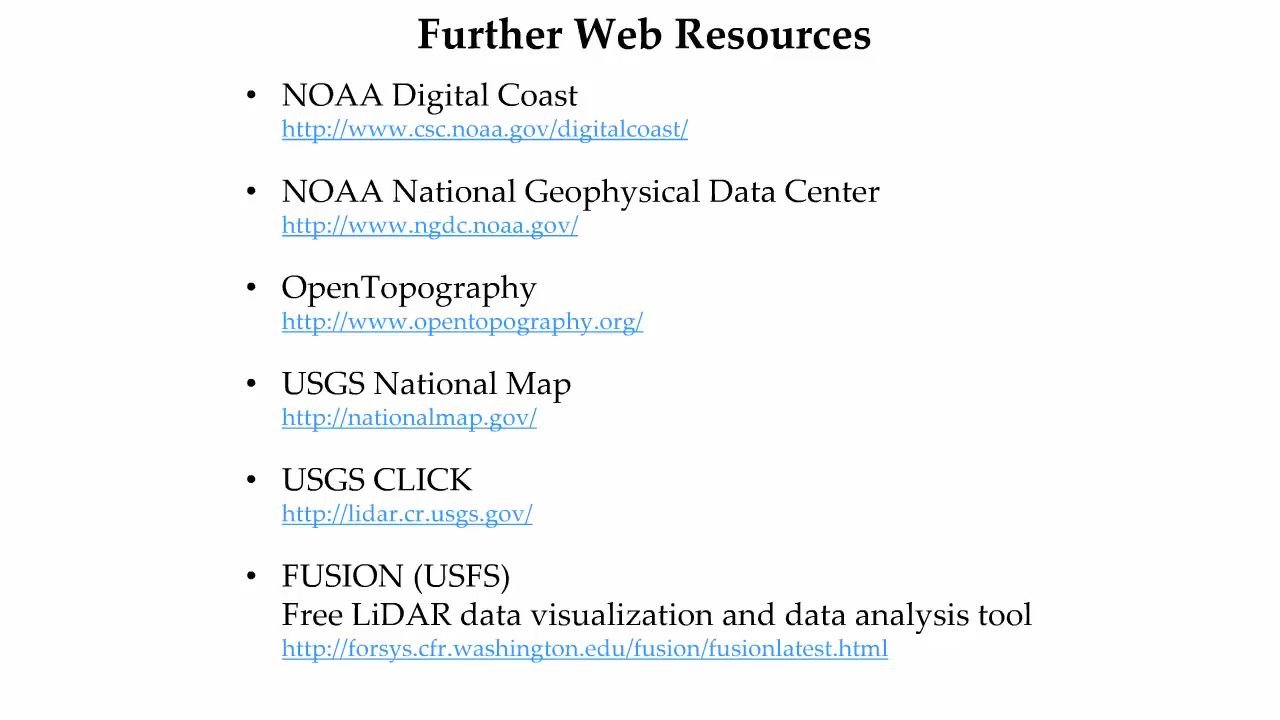 Further Web Resources
• NOAA Digital Coast
http://www.csc.noaa.gov/digitalcoast/
• NOAA National Geophysical Data Center
http://www.ngdc.noaa.gov/
• OpenTopography
http://www.opentopography.org/
• USGS National Map
http://nationalmap.gov/
• USGS CLICK
http://lidar.cr.usgs.gov/
• FUSION (USFS)
Free LiDAR data visualization and data analysis tool
http://forsys.cfr.washington.edu/fusion/fusionlatest.html